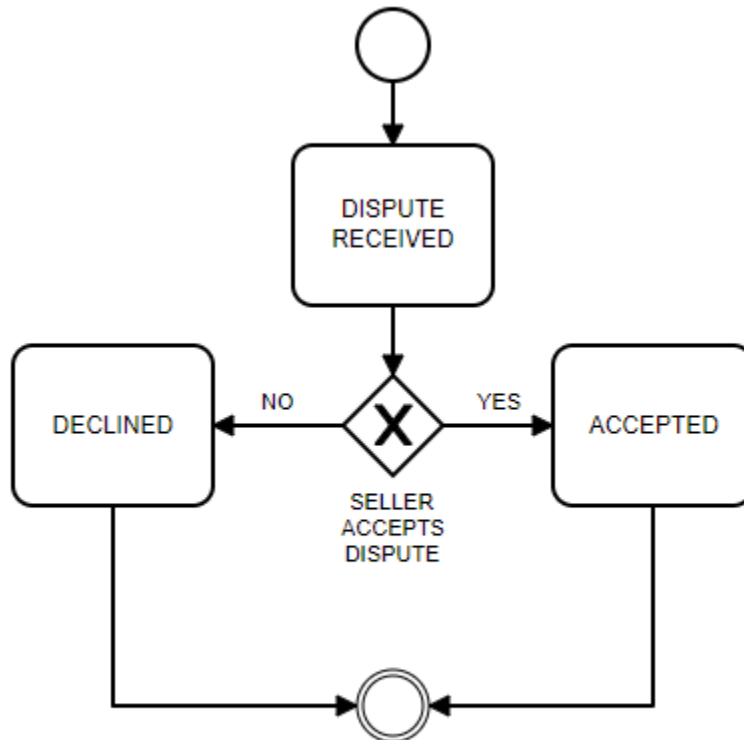 DISPUTE
RECEIVED
DECLINED
NO
X
YES
ACCEPTED
SELLER
ACCEPTS
DISPUTE